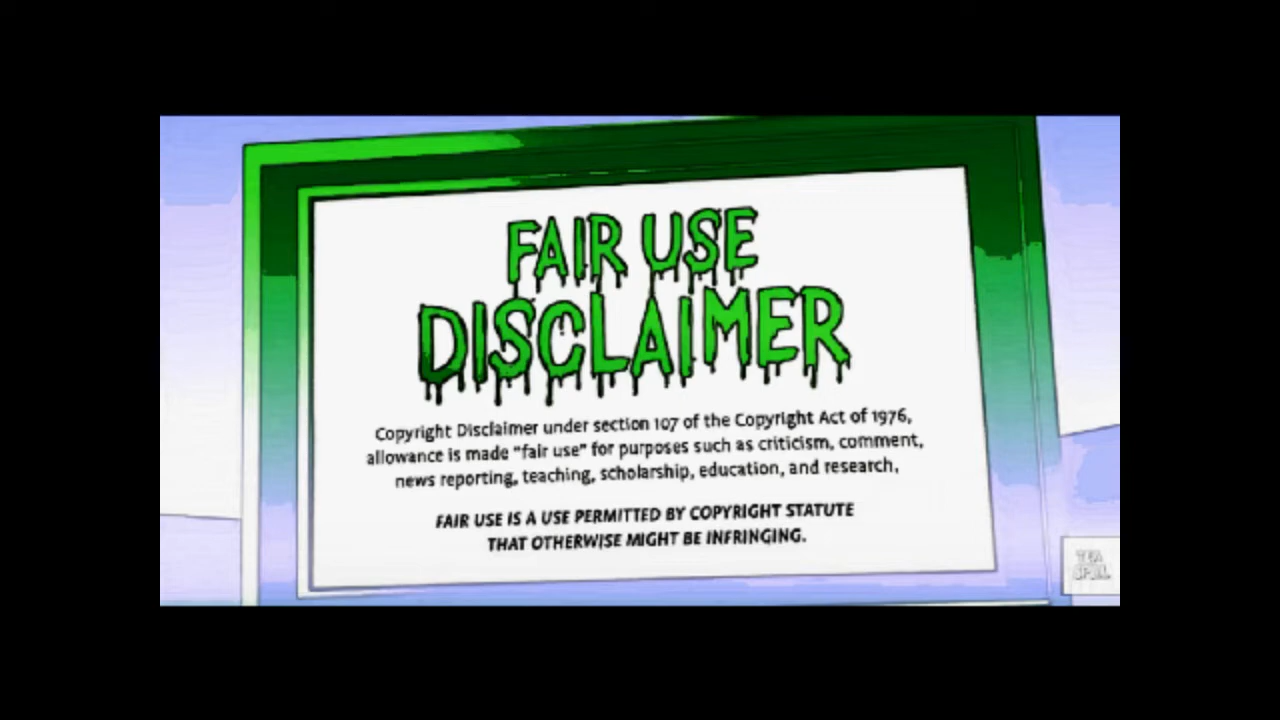 FAIR USE
DISCLAIMER
Copyright Disclaimer under section 107 of the Copyright Act of 1976,
allowance is made "fair use" for purposes such as criticism, comment,
news reporting, teaching, scholarship, education, and research,
FAIR USE IS A USE PERMITTED BY COPYRIGHT STATUTE
THAT OTHERWISE MIGHT BE INFRINGING.
TEA
SPILL